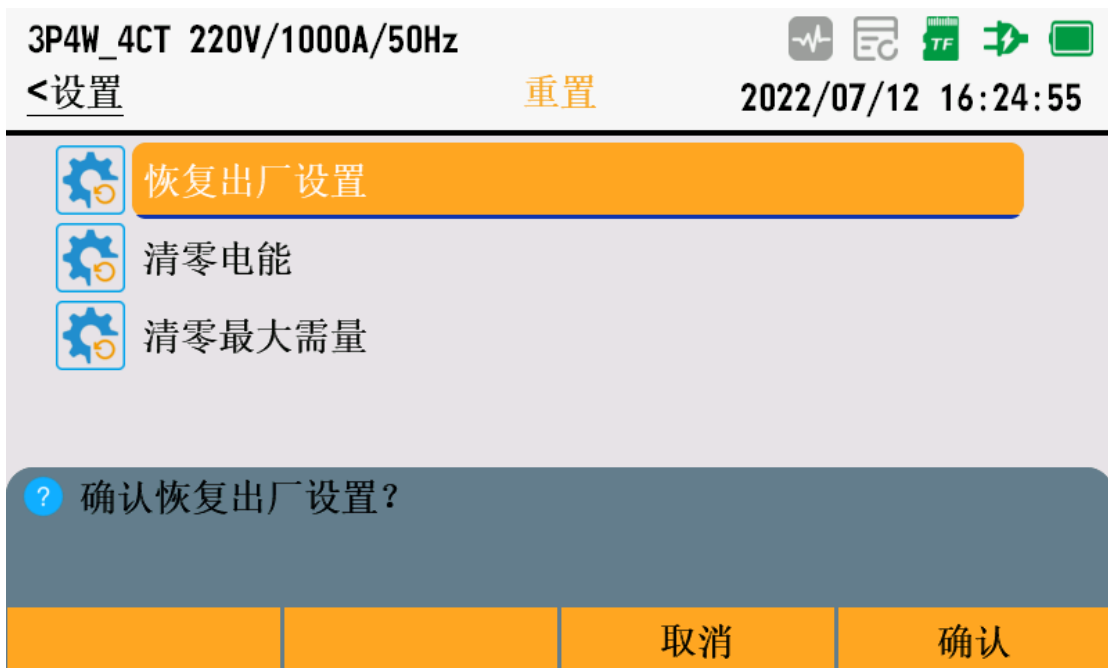 3P4W_4CT 220V/1000A/50Hz
TF
<设置
重置
2022/07/12 16:24:55
恢复出厂设置
清零电能
清零最大需量
? 确认恢复出厂设置?
取消
确认